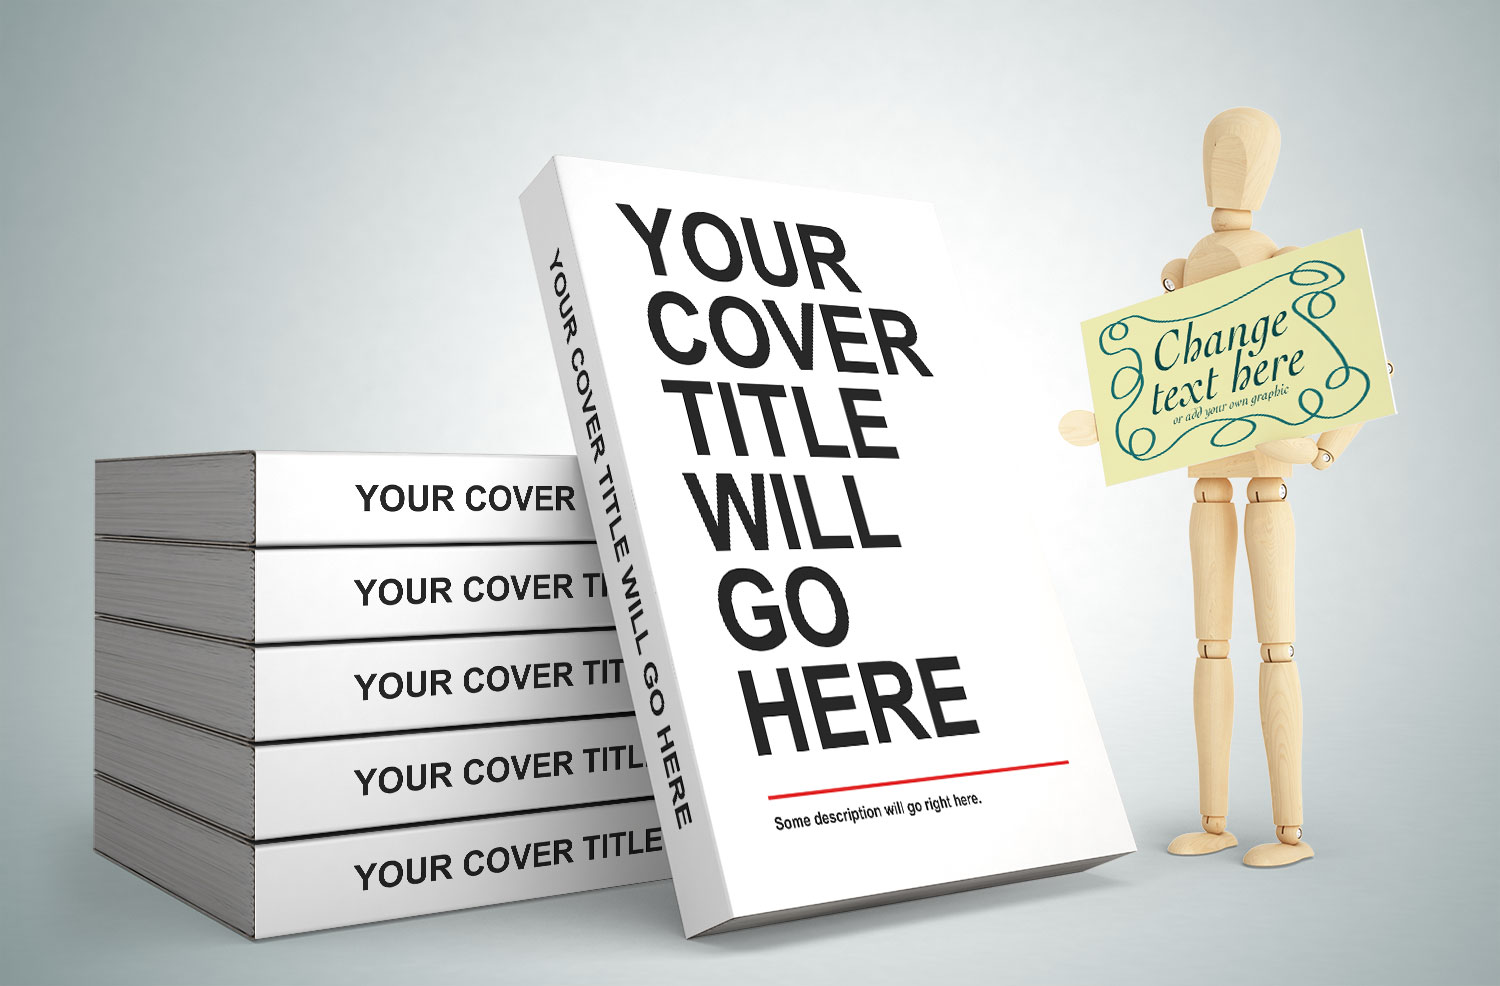 YOUR
COVER
TITLE
WILL
GO
HERE
Some description will go right here.
YOUR COVER TITLE WILL GO HERE
YOUR COVER
YOUR COVER TI
YOUR COVER TIT
YOUR COVER TITL
YOUR COVER TITLE
Change
text here
or add your own graphic